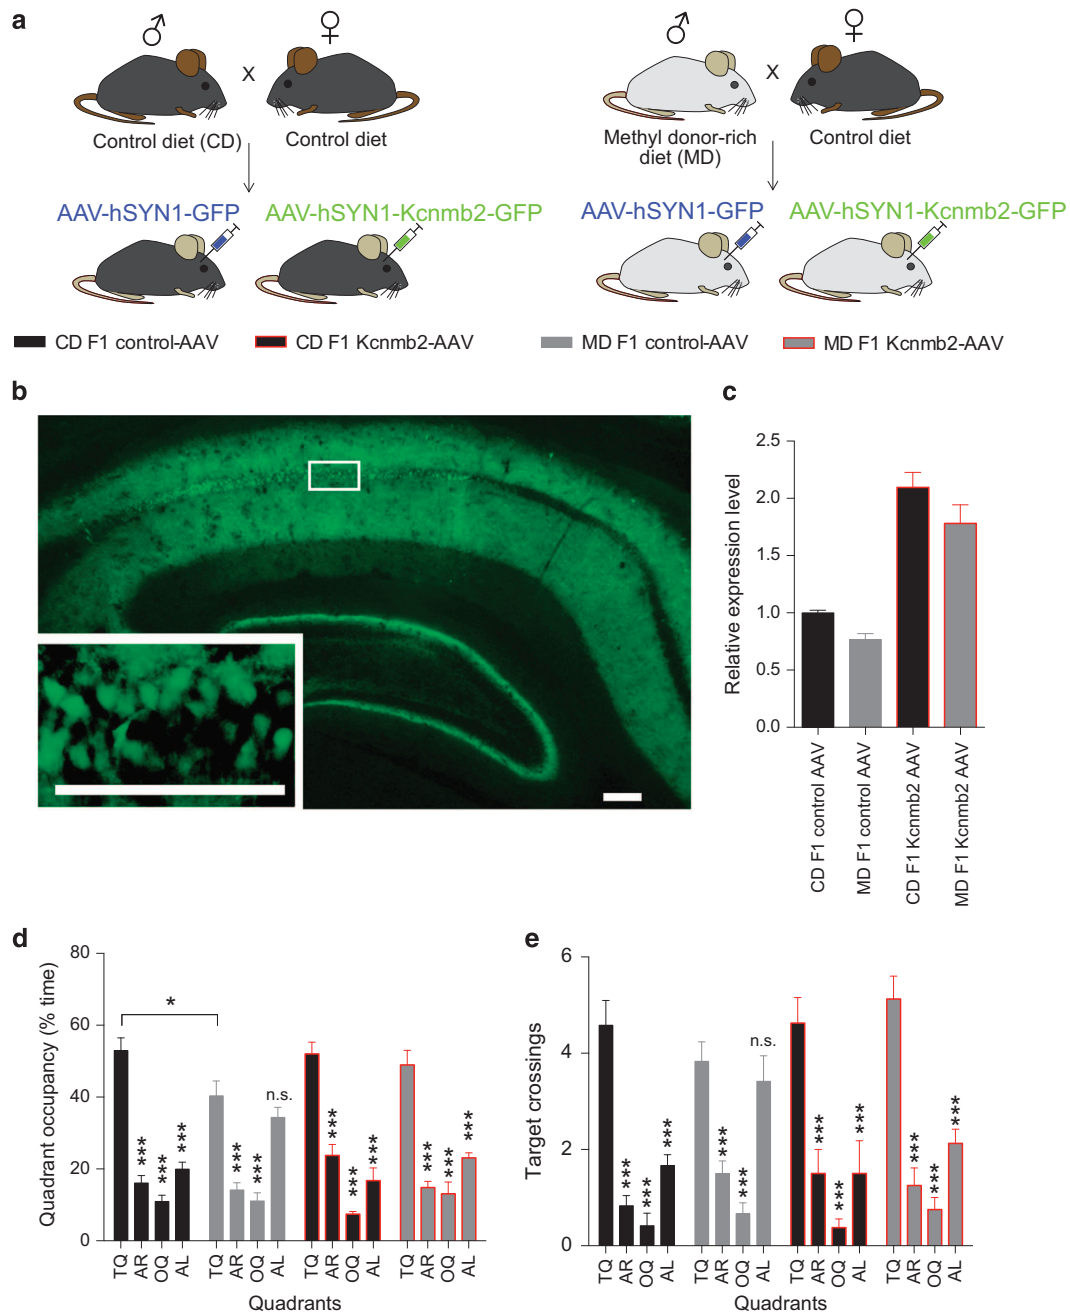 a
♂ ♀ ♂ ♀
X X
Control diet (CD) Control diet Methyl donor-rich diet (MD) Control diet
AAV-hSYN1-GFP AAV-hSYN1-Kcnmb2-GFP AAV-hSYN1-GFP AAV-hSYN1-Kcnmb2-GFP
CD F1 control-AAV CD F1 Kcnmb2-AAV MD F1 control-AAV MD F1 Kcnmb2-AAV
b
c
Relative expression level
2.5
2.0
1.5
1.0
0.5
0.0
CD F1 control AAV
MD F1 control AAV
CD F1 Kcnmb2 AAV
MD F1 Kcnmb2 AAV
d
Quadrant occupancy (% time)
80
60
40
20
0
*
*** *** ***
*** *** n.s.
*** *** ***
*** *** ***
TQ AR OQ AL TQ AR OQ AL TQ AR OQ AL TQ AR OQ AL
Quadrants
e
Target crossings
6
4
2
0
*** *** ***
*** *** n.s.
*** *** ***
*** *** ***
TQ AR OQ AL TQ AR OQ AL TQ AR OQ AL TQ AR OQ AL
Quadrants